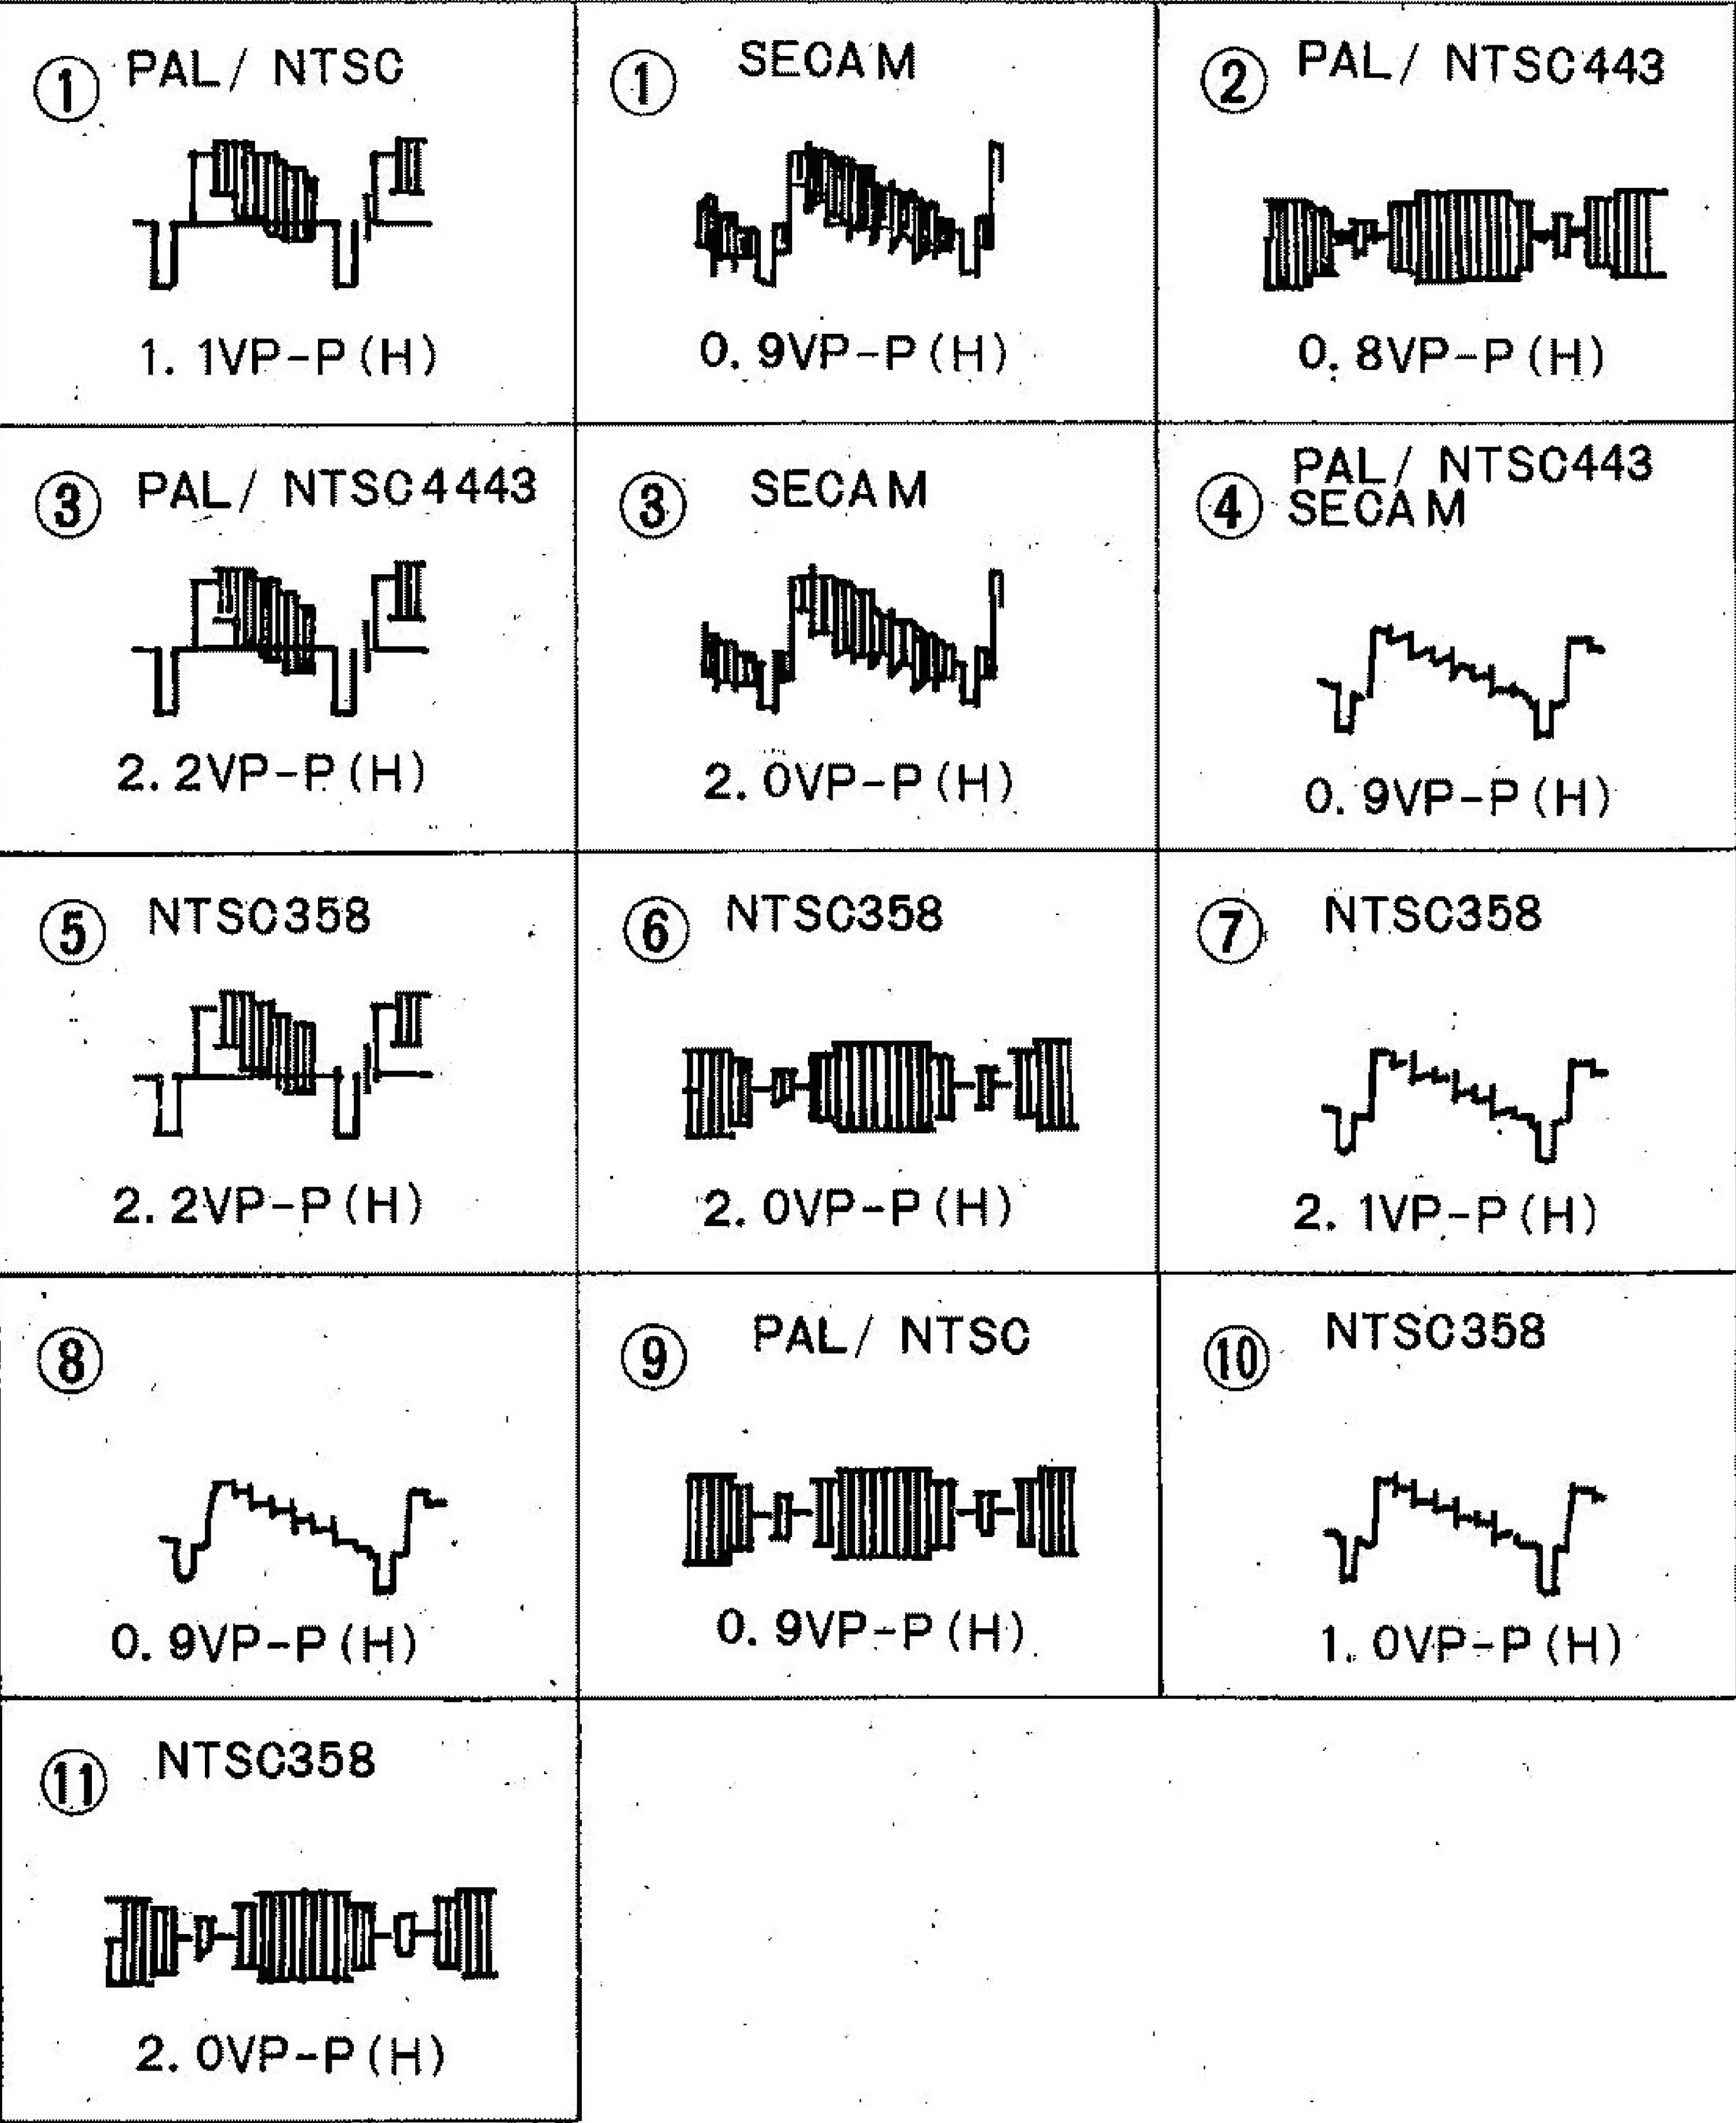 ① PAL/ NTSC
1. 1VP-P(H)
① SECAM
0. 9VP-P(H)
② PAL/ NTSC443
0. 8VP-P(H)
③ PAL/ NTSC4443
2. 2VP-P(H)
③ SECAM
2. 0VP-P(H)
④ PAL/ NTSC443
SECAM
0. 9VP-P(H)
⑤ NTSC358
2. 2VP-P(H)
⑥ NTSC358
2. 0VP-P(H)
⑦ NTSC358
2. 1VP-P(H)
⑧
0. 9VP-P(H)
⑨ PAL/ NTSC
0. 9VP-P(H)
⑩ NTSC358
1. 0VP-P(H)
⑪ NTSC358
2. 0VP-P(H)